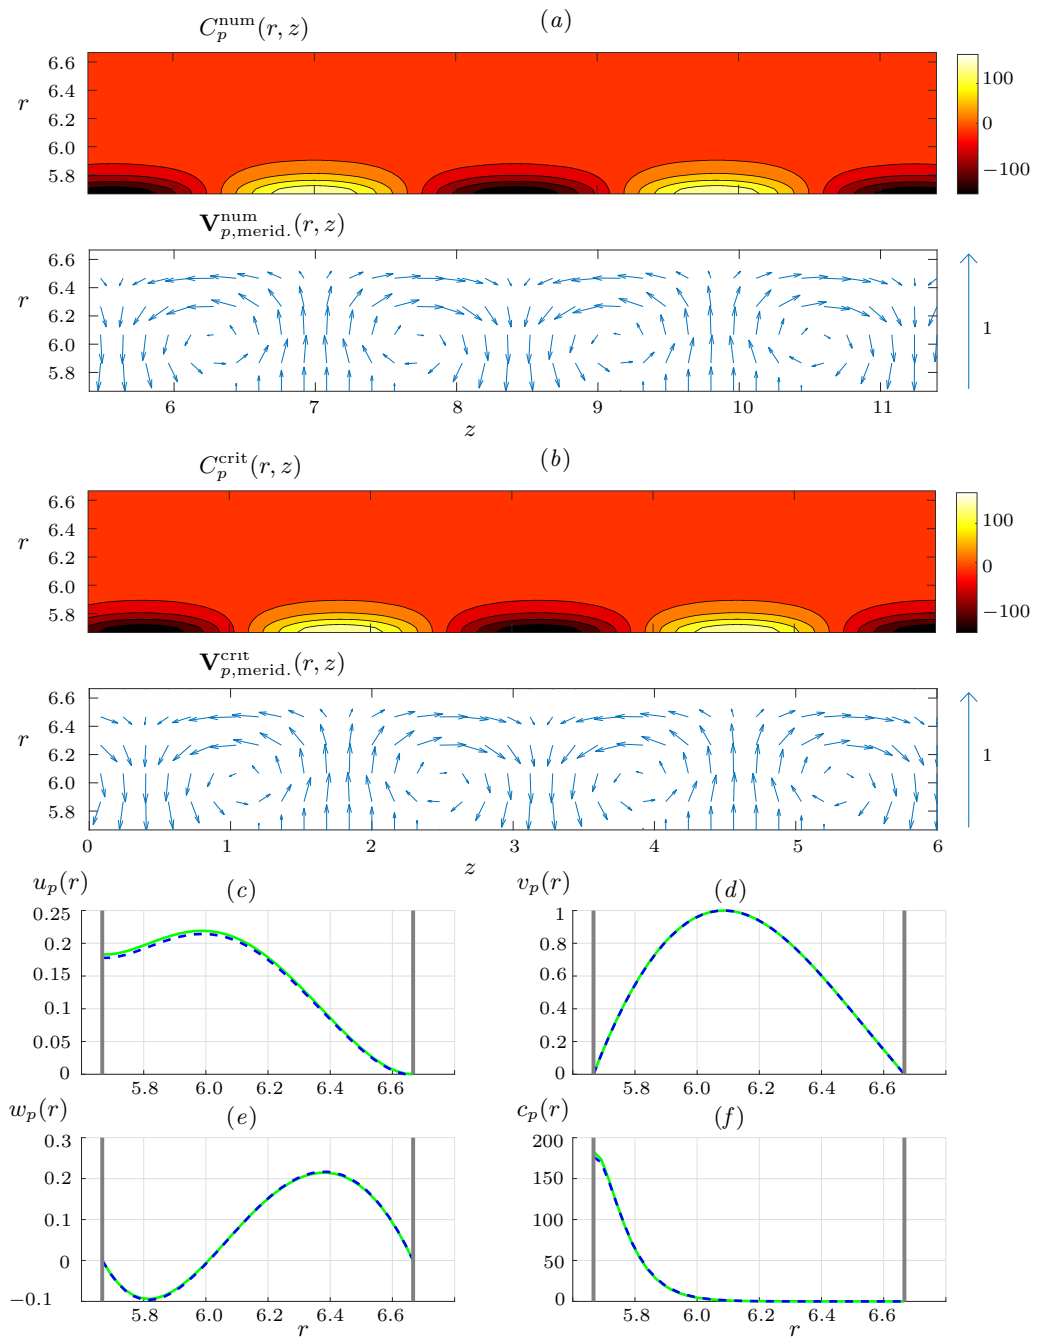 C_p^num(r, z) (a)
6.6
6.4
r
6.2
6.0
5.8
100
0
−100
V_{p,merid.}^num(r, z)
6.6
6.4
r
6.2
6.0
5.8
1
6 7 8 9 10 11
z
C_p^crit(r, z) (b)
6.6
6.4
r
6.2
6.0
5.8
100
0
−100
V_{p,merid.}^crit(r, z)
6.6
6.4
r
6.2
6.0
5.8
1
0 1 2 3 4 5 6
z
u_p(r) (c)
0.25
0.2
0.15
0.1
0.05
0
5.8 6.0 6.2 6.4 6.6
v_p(r) (d)
1
0.8
0.6
0.4
0.2
0
5.8 6.0 6.2 6.4 6.6
w_p(r) (e)
0.3
0.2
0.1
0
−0.1
5.8 6.0 6.2 6.4 6.6
r
c_p(r) (f)
200
150
100
50
0
5.8 6.0 6.2 6.4 6.6
r